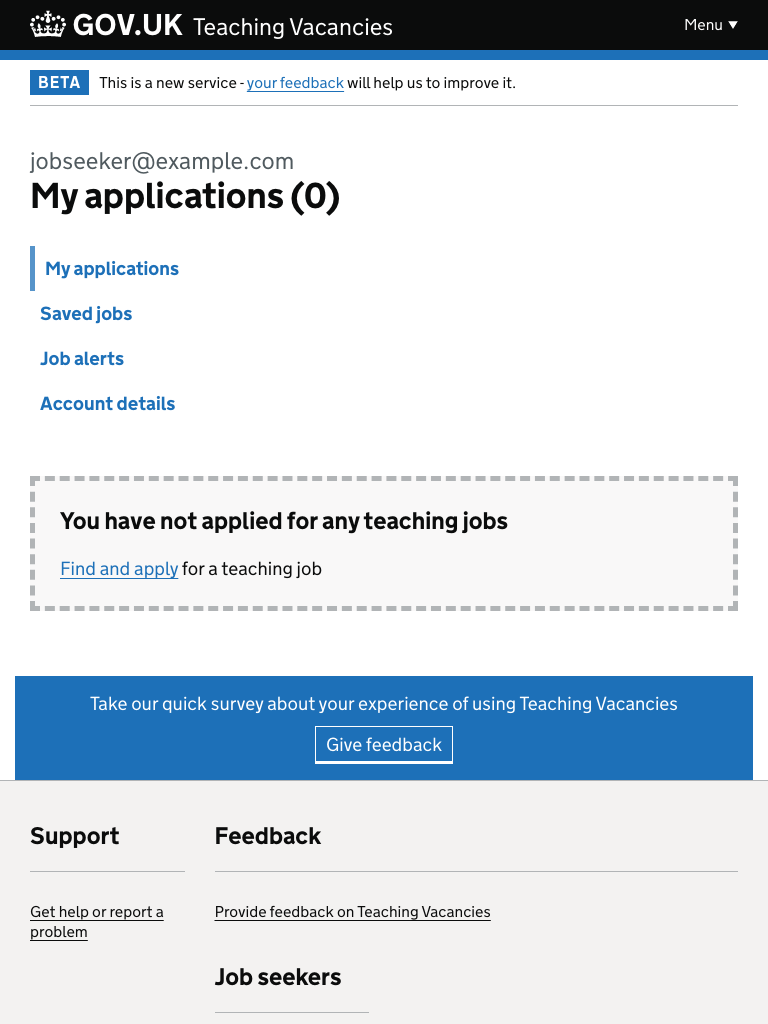 GOV.UK Teaching Vacancies
Menu ▼
BETA This is a new service - your feedback will help us to improve it.
jobseeker@example.com
My applications (0)
My applications
Saved jobs
Job alerts
Account details
You have not applied for any teaching jobs
Find and apply for a teaching job
Take our quick survey about your experience of using Teaching Vacancies
Give feedback
Support
Get help or report a
problem
Feedback
Provide feedback on Teaching Vacancies
Job seekers